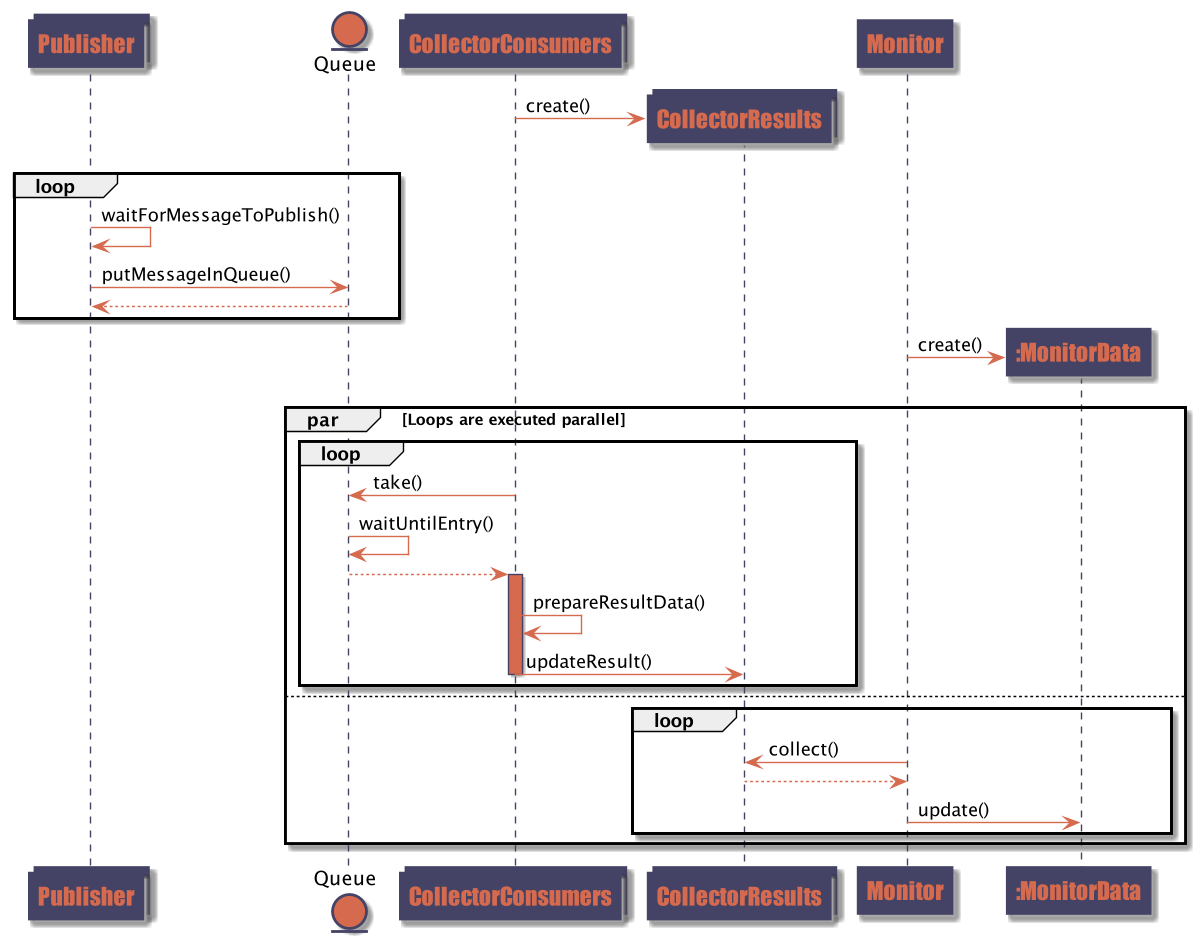 Publisher
Queue
CollectorConsumers
Monitor
create()
CollectorResults
loop
waitForMessageToPublish()
putMessageInQueue()
create()
:MonitorData
par [Loops are executed parallel]
loop
take()
waitUntilEntry()
prepareResultData()
updateResult()
loop
collect()
update()
Publisher
Queue
CollectorConsumers
CollectorResults
Monitor
:MonitorData